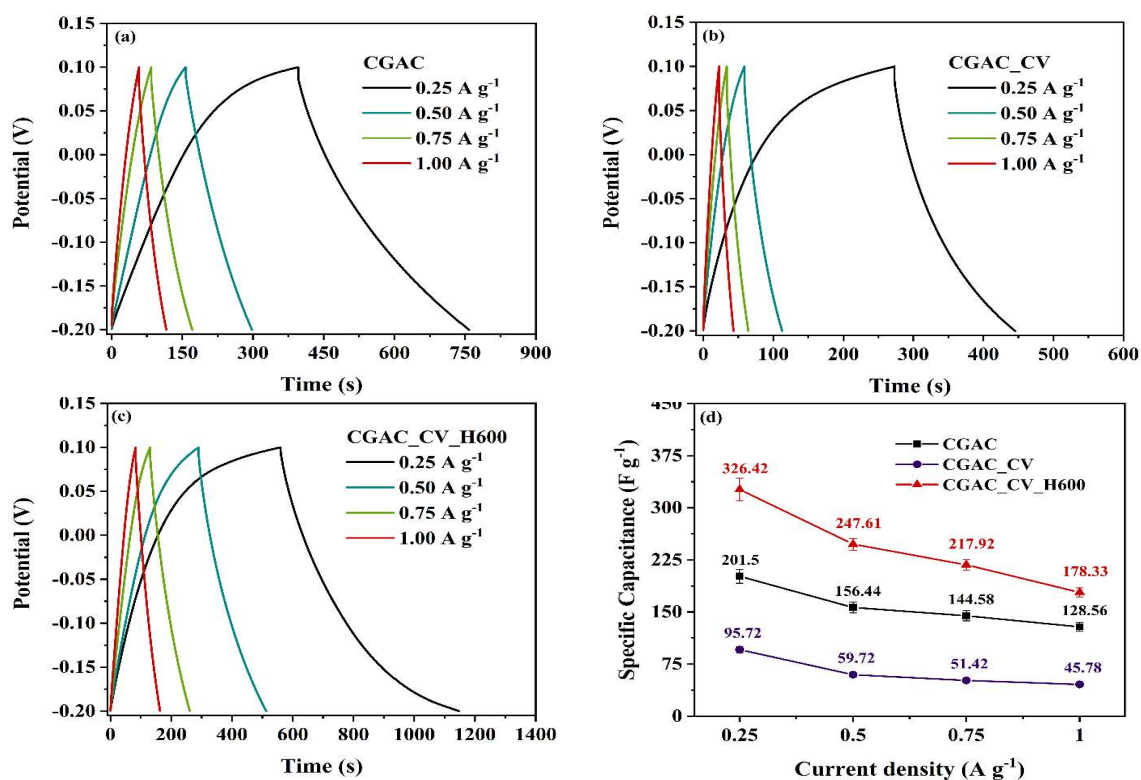 (a)
CGAC
0.25 A g⁻¹
0.50 A g⁻¹
0.75 A g⁻¹
1.00 A g⁻¹
0.15
0.10
0.05
0.00
-0.05
-0.10
-0.15
-0.20
Potential (V)
0 150 300 450 600 750 900
Time (s)
(b)
CGAC_CV
0.25 A g⁻¹
0.50 A g⁻¹
0.75 A g⁻¹
1.00 A g⁻¹
0.15
0.10
0.05
0.00
-0.05
-0.10
-0.15
-0.20
Potential (V)
0 100 200 300 400 500 600
Time (s)
(c)
CGAC_CV_H600
0.25 A g⁻¹
0.50 A g⁻¹
0.75 A g⁻¹
1.00 A g⁻¹
0.15
0.10
0.05
0.00
-0.05
-0.10
-0.15
-0.20
Potential (V)
0 200 400 600 800 1000 1200 1400
Time (s)
(d)
CGAC
CGAC_CV
CGAC_CV_H600
450
375
300
225
150
75
0
Specific Capacitance (F g⁻¹)
326.42
247.61
217.92
178.33
201.5
156.44
144.58
128.56
95.72
59.72
51.42
45.78
0.25 0.5 0.75 1
Current density (A g⁻¹)